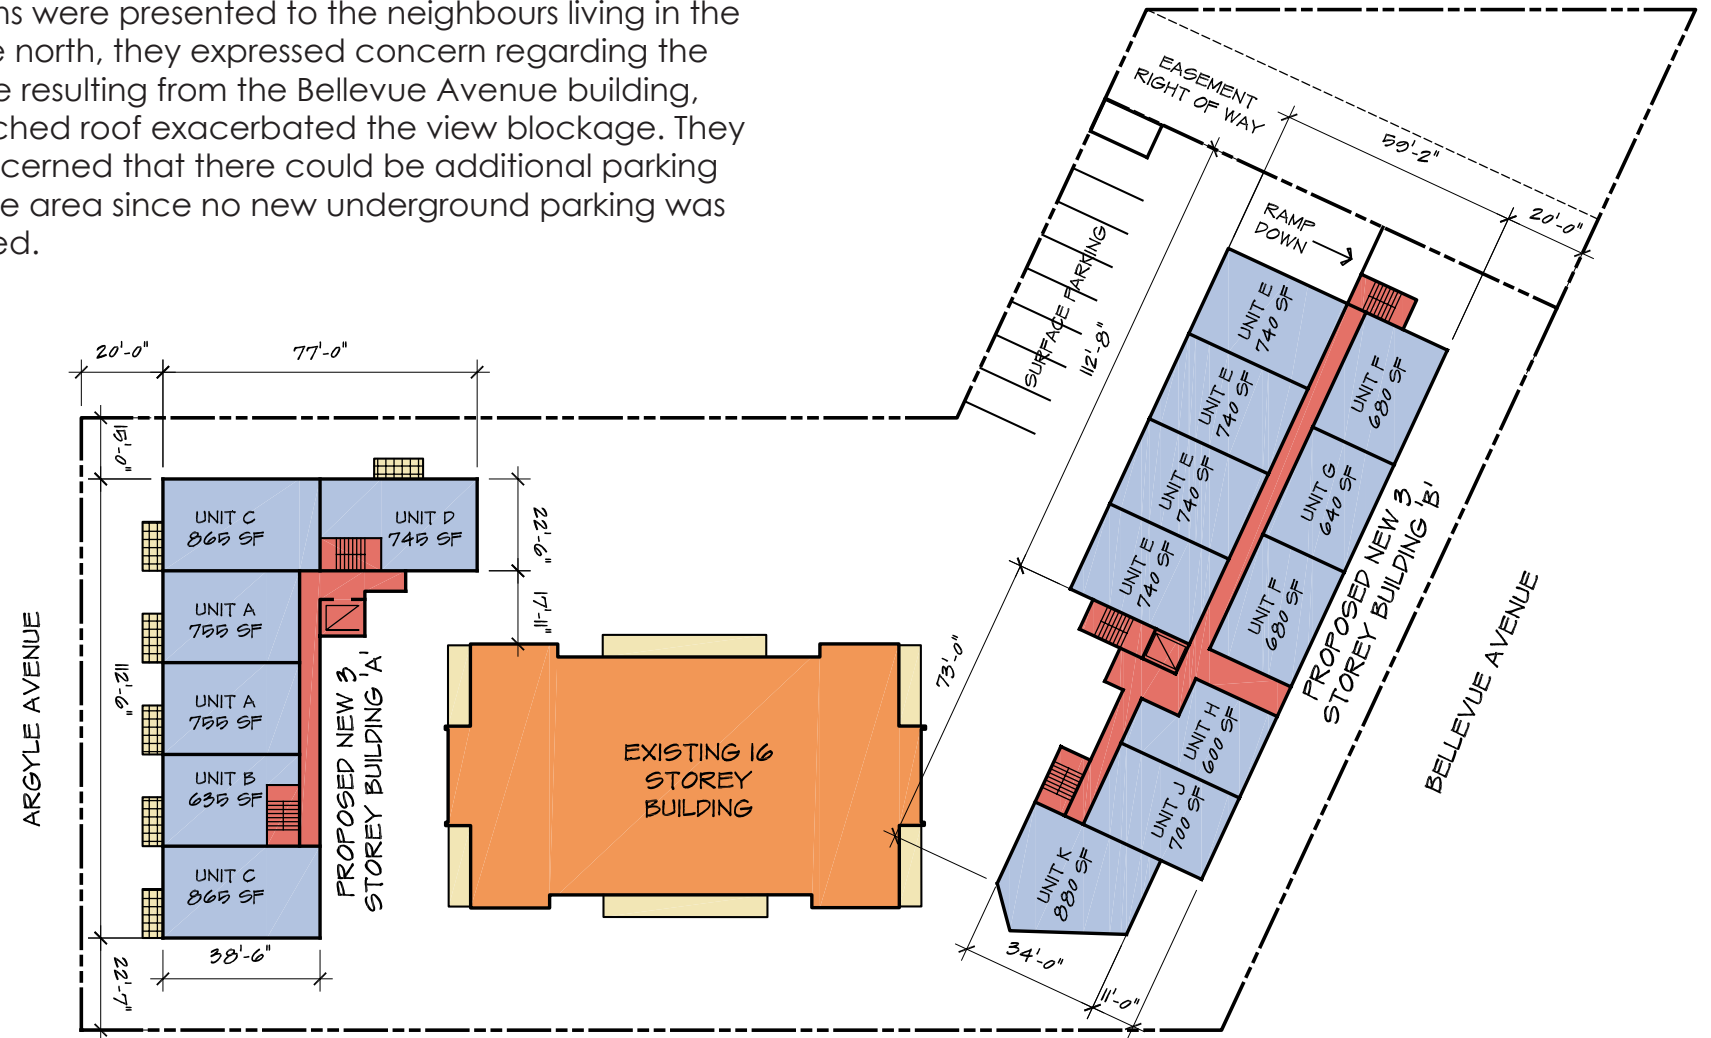 ns were presented to the neighbours living in the
e north, they expressed concern regarding the
e resulting from the Bellevue Avenue building,
ched roof exacerbated the view blockage. They
cerned that there could be additional parking
e area since no new underground parking was
ed.
EASEMENT
RIGHT OF WAY
59'-2"
20'-0"
RAMP
DOWN
SURFACE PARKING
112'-8"
20'-0"
77'-0"
15'-0"
UNIT E
740 SF
UNIT E
740 SF
UNIT E
740 SF
UNIT E
740 SF
UNIT F
680 SF
UNIT G
640 SF
UNIT F
680 SF
UNIT H
600 SF
UNIT J
700 SF
UNIT K
880 SF
PROPOSED NEW 3
STOREY BUILDING 'B'
BELLEVUE AVENUE
UNIT C
865 SF
UNIT D
745 SF
22'-6"
17'-11"
UNIT A
755 SF
UNIT A
755 SF
UNIT B
635 SF
UNIT C
865 SF
112'-6"
ARGYLE AVENUE
PROPOSED NEW 3
STOREY BUILDING 'A'
EXISTING 16
STOREY
BUILDING
73'-0"
38'-6"
22'-7"
34'-0"
11'-0"